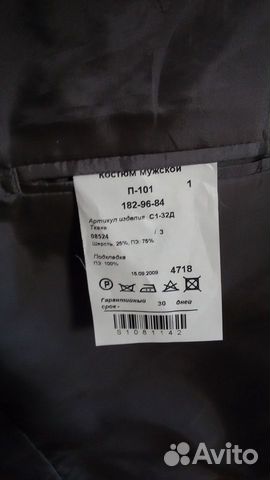 Костюм мужской
П-101 1
182-96-84
Артикул изделия С1-32Д
Ткань
08524 / 3
Шерсть, 25%, ПЭ: 75%
Подкладка
ПЭ: 100%
18.09.2009 4718
P
Гарантийный
срок - 30 дней
S1081142
Avito